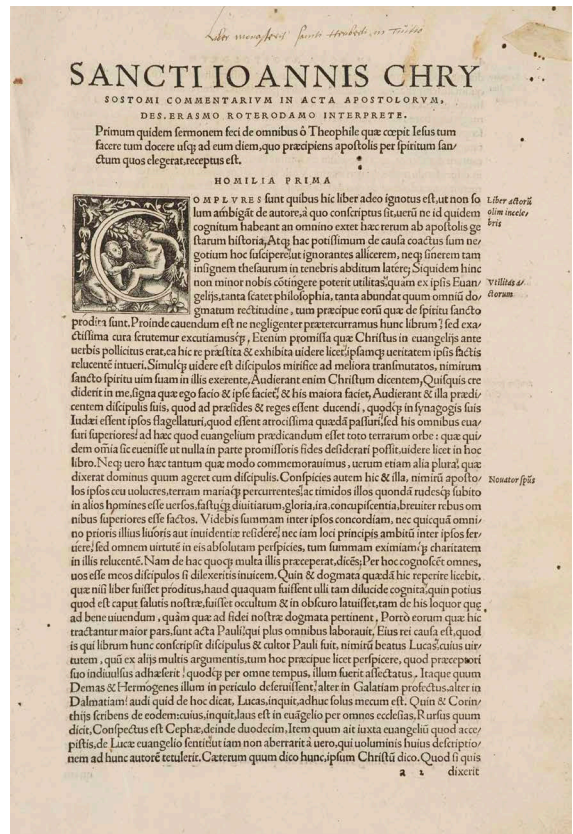 Liber monasterii Sancti
SANCTI IOANNIS CHRY
SOSTOMI COMMENTARIVM IN ACTA APOSTOLORVM,
DES. ERASMO ROTERODAMO INTERPRETE.
Primum quidem sermonem feci de omnibus ô Theophile quæ cœpit Iesus tum
facere tum docere usq; ad eum diem, quo præcipiens apostolis per spiritum san⸗
ctum quos elegerat, receptus est.
HOMILIA PRIMA
COMPLVRES sunt quibus hic liber adeo ignotus est, ut non so
lum ambigãt de autore, à quo conscriptus sit, uerũ ne id quidem
cognitum habeant an omnino extet hæc rerum ab apostolis ge
starum historia, Atq; hac potissimum de causa coactus sum ne⸗
gotium hoc suscipere, ut ignorantes allicerem, neq; sinerem tam
insignem thesaurum in tenebris abditum latere, Siquidem hinc
non minor nobis cõtingere poterit utilitas, quàm ex ipsis Euan⸗
gelijs, tanta scatet philosophia, tanta abundat quum omniũ do⸗
gmatum rectitudine, tum præcipue eorũ quæ de spiritu sancto
prodita sunt. Proinde cauendum est ne negligenter prætercurramus hunc librum, sed exa⸗
ctissima cura scrutemur excutiamusq;, Etenim promissa quæ Christus in euangelijs ante
uerbis pollicitus erat, ea hic re præstita & exhibita uidere licet, ipsamq; ueritatem ipsis factis
relucentẽ intueri. Simulq; uidere est discipulos mirifice ad meliora transmutatos, nimirum
sancto spiritu uim suam in illis exerente, Audierant enim Christum dicentem, Quisquis cre
diderit in me, signa quæ ego facio & ipse faciet, & his maiora faciet, Audierant & illa prædi⸗
centem discipulis suis, quod ad præsides & reges essent ducendi, quodq; in synagogis suis
Iudæi essent ipsos flagellaturi, quod essent atrocissima quædã passuri, sed his omnibus eua⸗
suri superiores, ad hæc quod euangelium prædicandum esset toto terrarum orbe: quæ qui⸗
dem oĩa sic euenisse ut nulla in parte promissoris fides desiderari possit, uidere licet in hoc
libro. Neq; uero hæc tantum quæ modo commemorauimus, uerum etiam alia plura, quæ
dixerat dominus quum ageret cum discipulis. Conspicies autem hic & illa, nimirũ aposto⸗
los ipsos ceu uolucres, terram mariaq; percurrentes, ac timidos illos quondã rudesq; subito
in alios homines esse uersos, fastuq; diuitiarum, gloria, ira, concupiscentia, breuiter rebus om
nibus superiores esse factos. Videbis summam inter ipsos concordiam, nec quicquã omni⸗
no prioris illius liuoris aut inuidentiæ residere, nec iam loci principis ambitũ inter ipsos fer⸗
uere, sed omnem uirtutẽ in eis absolutam perspicies, tum summam eximiamq; charitatem
in illis relucentẽ. Nam de hac quoq; multa illis præceperat, dicẽs, Per hoc cognoscẽt omnes,
uos esse meos discipulos si dilexeritis inuicem. Quin & dogmata quædã hic reperire licebit,
quæ nisi liber fuisset proditus, haud quaquam fuissent ulli tam dilucide cognita, quin potius
quod est caput salutis nostræ, fuisset occultum & in obscuro latuisset, tam de his loquor quę
ad bene uiuendum, quàm quæ ad fidei nostræ dogmata pertinent, Porrò eorum quæ hic
tractantur maior pars, sunt acta Pauli, qui plus omnibus laborauit, Eius rei causa est, quod
is qui librum hunc conscripsit discipulus & cultor Pauli fuit, nimirũ beatus Lucas, cuius uir⸗
tutem, quũ ex alijs multis argumentis, tum hoc præcipue licet perspicere, quod præceptori
suo indiuulsus adhæserit, quodq; per omne tempus, illum fuerit affectatus. Itaque quum
Demas & Hermogenes illum in periculo deseruissent, alter in Galatiam profectus, alter in
Dalmatiam, audi quid de hoc dicat, Lucas, inquit, adhuc solus mecum est. Quin & Corin⸗
thijs scribens de eodem: cuius, inquit, laus est in euãgelio per omnes ecclesias, Rursus quum
dicit, Conspectus est Cephæ, deinde duodecim, Item quum ait iuxta euangeliũ quod acce⸗
pistis, de Lucæ euangelio sentit, ut iam non aberrarit à uero, qui uoluminis huius descriptio⸗
nem ad hunc autorẽ tetulerit. Cæterum quum dico hunc, ipsum Christũ dico. Quod si quis
a 2 dixerit
Liber actorũ
olim incele⸗
bris
Vtilitas a⸗
ctorum
Nouator spũs